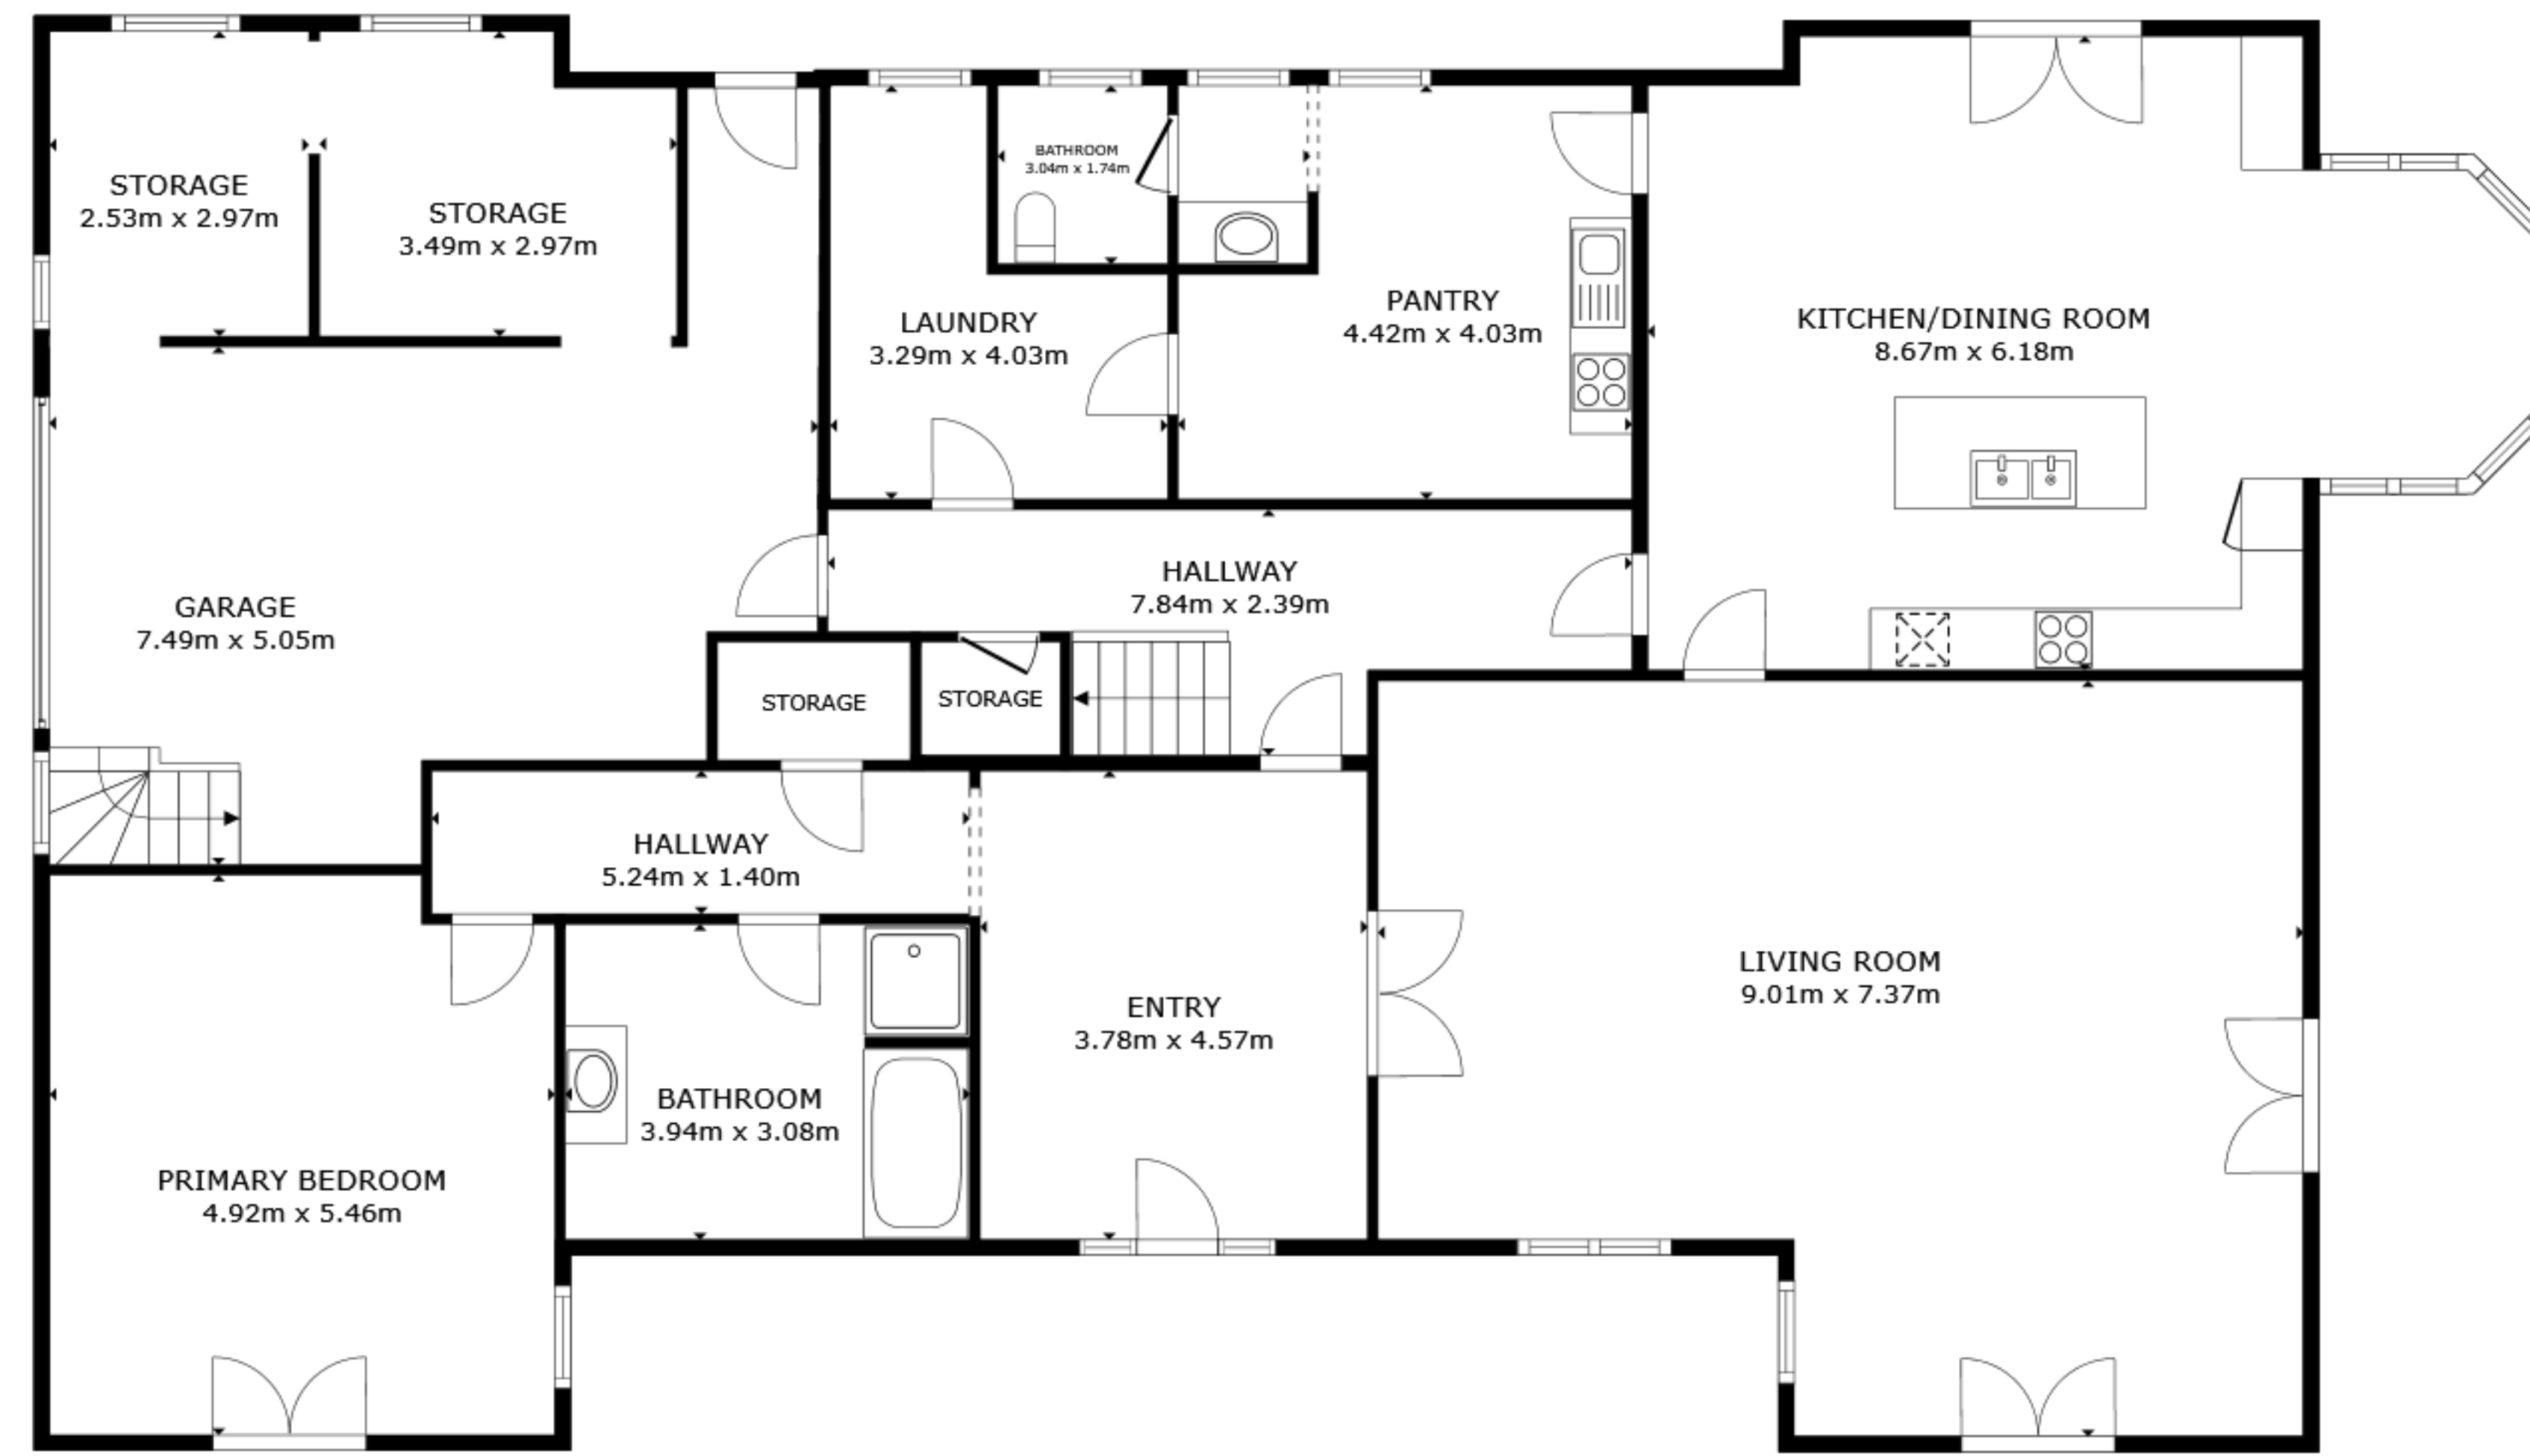 STORAGE
2.53m x 2.97m
STORAGE
3.49m x 2.97m
BATHROOM
3.04m x 1.74m
LAUNDRY
3.29m x 4.03m
PANTRY
4.42m x 4.03m
KITCHEN/DINING ROOM
8.67m x 6.18m
GARAGE
7.49m x 5.05m
HALLWAY
7.84m x 2.39m
STORAGE
STORAGE
HALLWAY
5.24m x 1.40m
ENTRY
3.78m x 4.57m
LIVING ROOM
9.01m x 7.37m
BATHROOM
3.94m x 3.08m
PRIMARY BEDROOM
4.92m x 5.46m